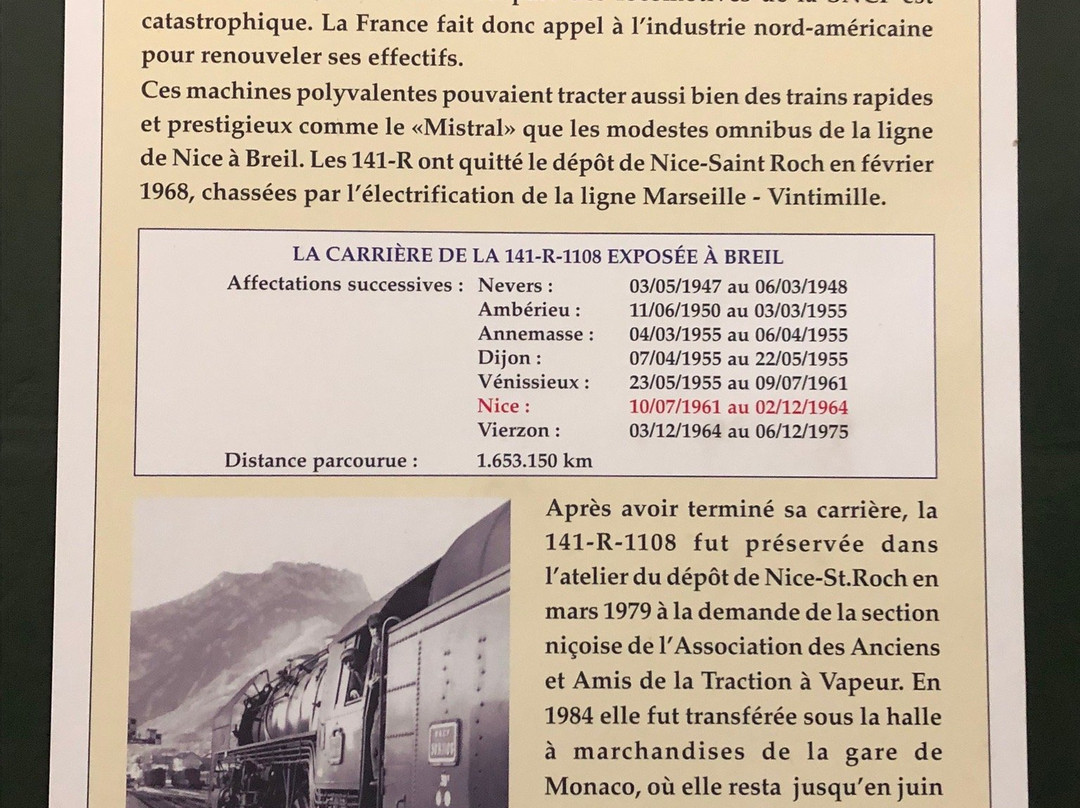 catastrophique. La France fait donc appel à l'industrie nord-américaine
pour renouveler ses effectifs.
Ces machines polyvalentes pouvaient tracter aussi bien des trains rapides
et prestigieux comme le «Mistral» que les modestes omnibus de la ligne
de Nice à Breil. Les 141-R ont quitté le dépôt de Nice-Saint Roch en février
1968, chassées par l'électrification de la ligne Marseille - Vintimille.
LA CARRIÈRE DE LA 141-R-1108 EXPOSÉE À BREIL
Affectations successives : Nevers : 03/05/1947 au 06/03/1948
Ambérieu : 11/06/1950 au 03/03/1955
Annemasse : 04/03/1955 au 06/04/1955
Dijon : 07/04/1955 au 22/05/1955
Vénissieux : 23/05/1955 au 09/07/1961
Nice : 10/07/1961 au 02/12/1964
Vierzon : 03/12/1964 au 06/12/1975
Distance parcourue : 1.653.150 km
Après avoir terminé sa carrière, la
141-R-1108 fut préservée dans
l'atelier du dépôt de Nice-St.Roch en
mars 1979 à la demande de la section
niçoise de l'Association des Anciens
et Amis de la Traction à Vapeur. En
1984 elle fut transférée sous la halle
à marchandises de la gare de
Monaco, où elle resta jusqu'en juin